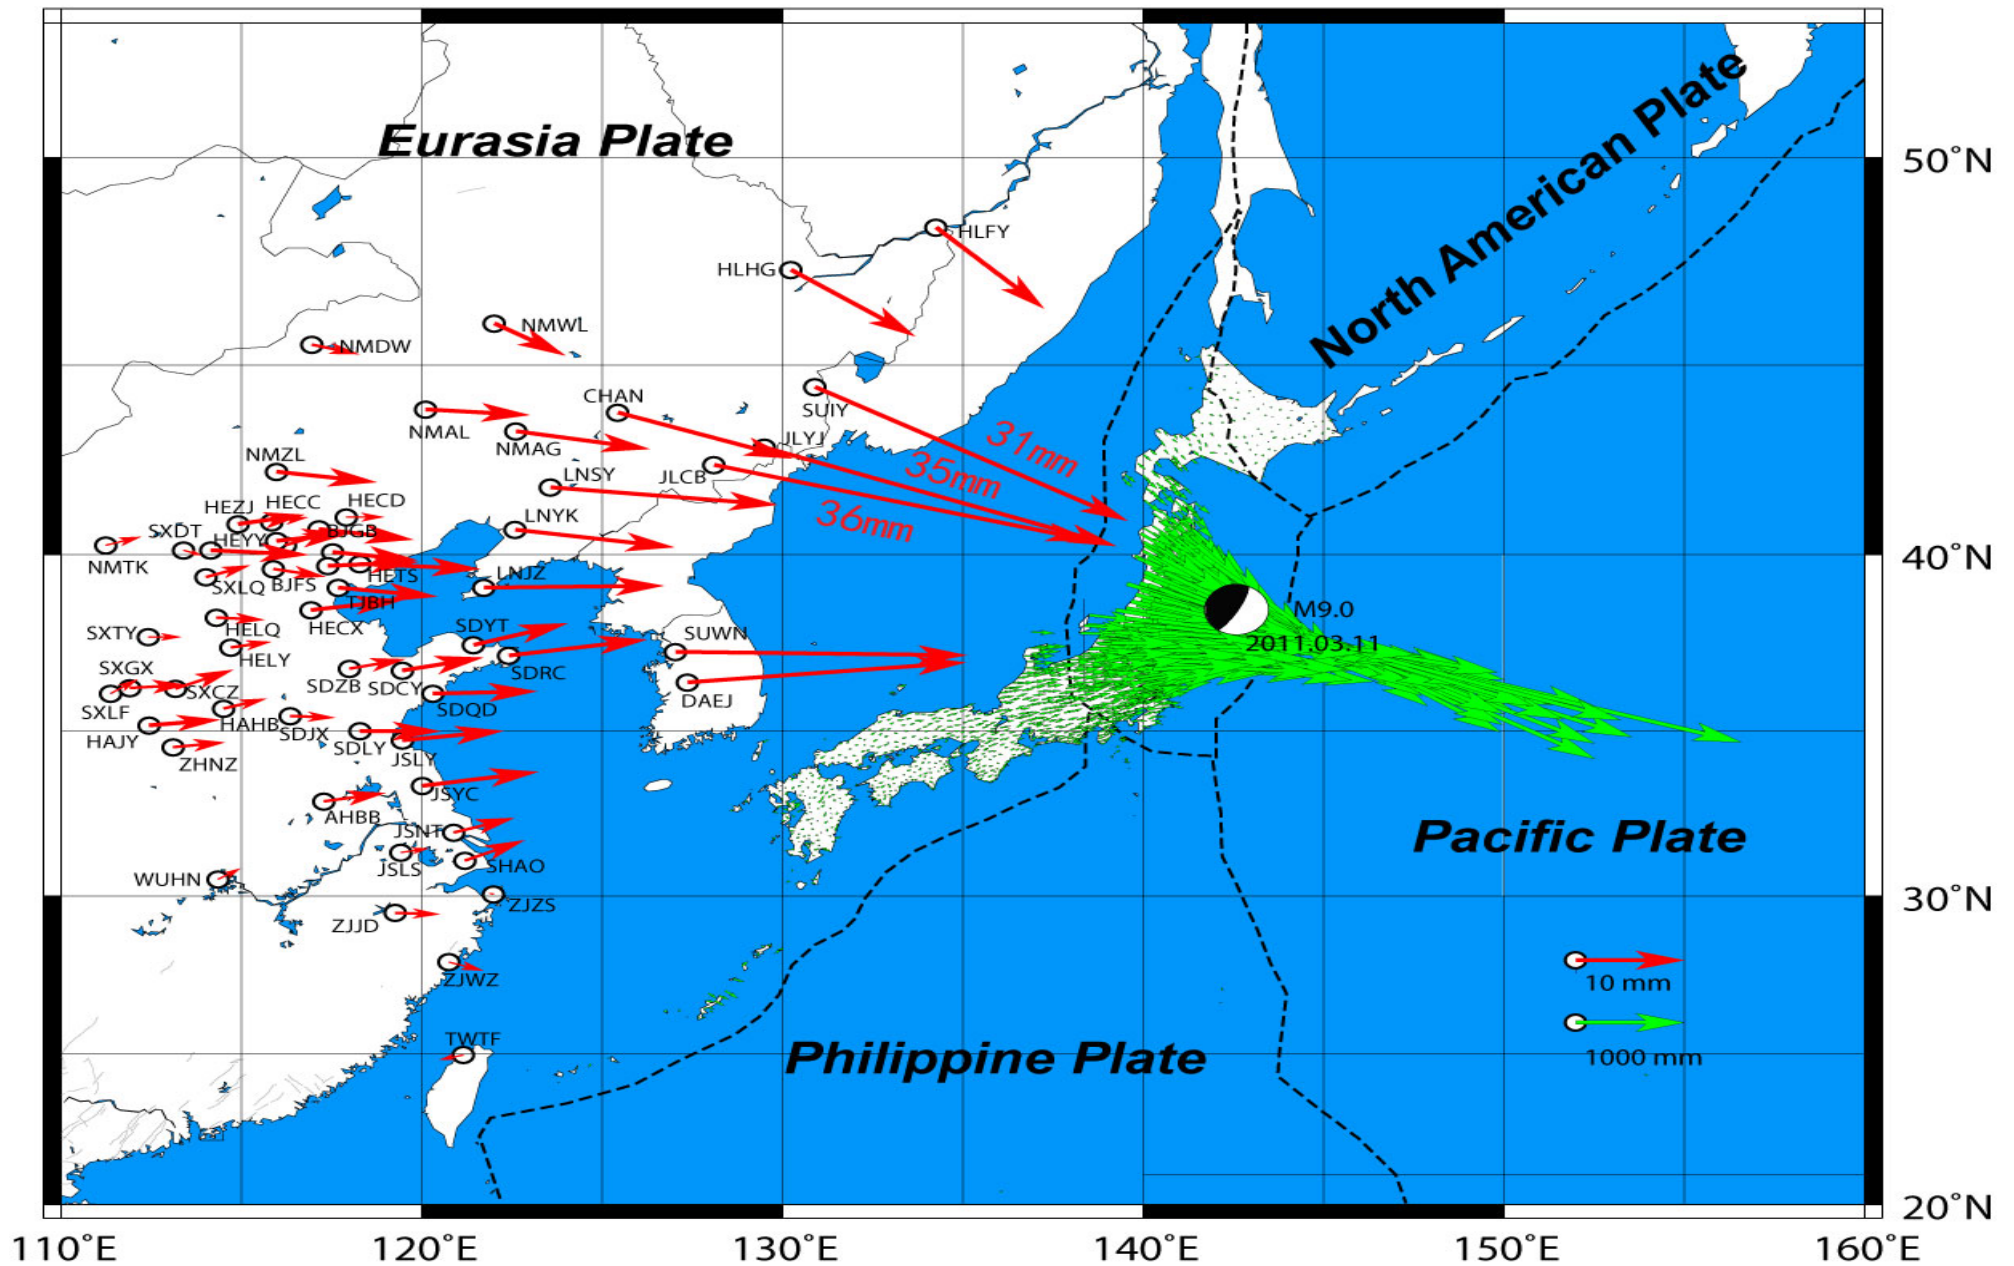 Eurasia Plate
North American Plate
50°N
HLFY
HLHG
NMWL
NMDW
CHAN
SUIY
NMAL
NMAG
JLYJ
31mm
NMZL
LNSY
JLCB
35mm
HEZJ
HECC
HECD
LNYK
36mm
SXDT
HEYY
BJGB
40°N
NMTK
SXLQ
BJFS
HETS
LNJZ
TJBH
M9.0
SXTY
HELQ
HECX
SDYT
SUWN
2011.03.11
SXGX
HELY
SDZB
SDCY
SDRC
SXCZ
DAEJ
SXLF
HAHB
SDQD
HAJY
SDJX
SDLY
ZHNZ
JSLY
JSYC
AHBB
JSNT
Pacific Plate
JSLS
SHAO
WUHN
ZJZS
30°N
ZJJD
ZJWZ
10 mm
TWTF
Philippine Plate
1000 mm
20°N
110°E
120°E
130°E
140°E
150°E
160°E